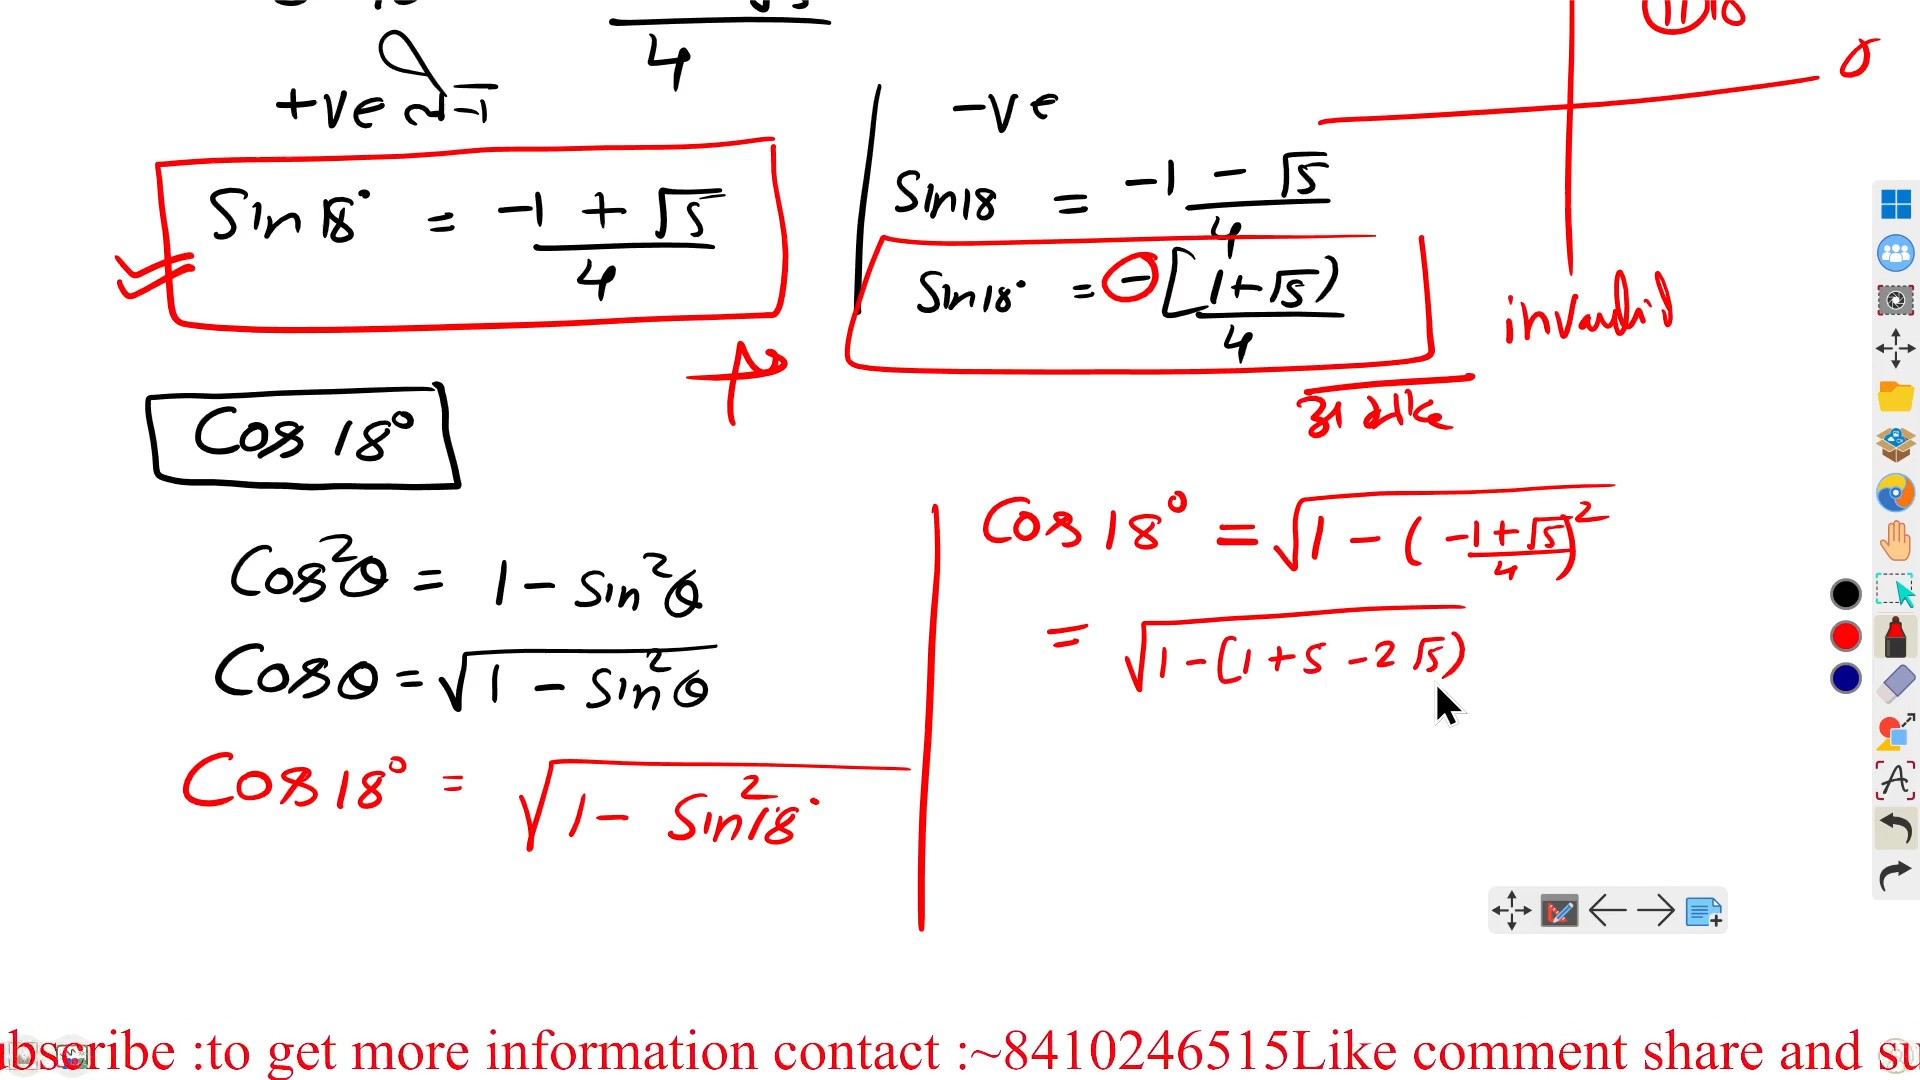 4
+ve
-ve
Sin 18° = -1 + √5 / 4
Sin18 = -1 - √5 / 4
Sin18° = -[1+√5) / 4
Cos 18°
Cos²θ = 1 - Sin²θ
Cosθ = √1 - Sin²θ
Cos 18° = √1 - Sin²18°
Cos 18° = √1 - (-1+√5 / 4)²
= √1-(1+5-2√5)
ubscribe :to get more information contact :~8410246515Like comment share and su